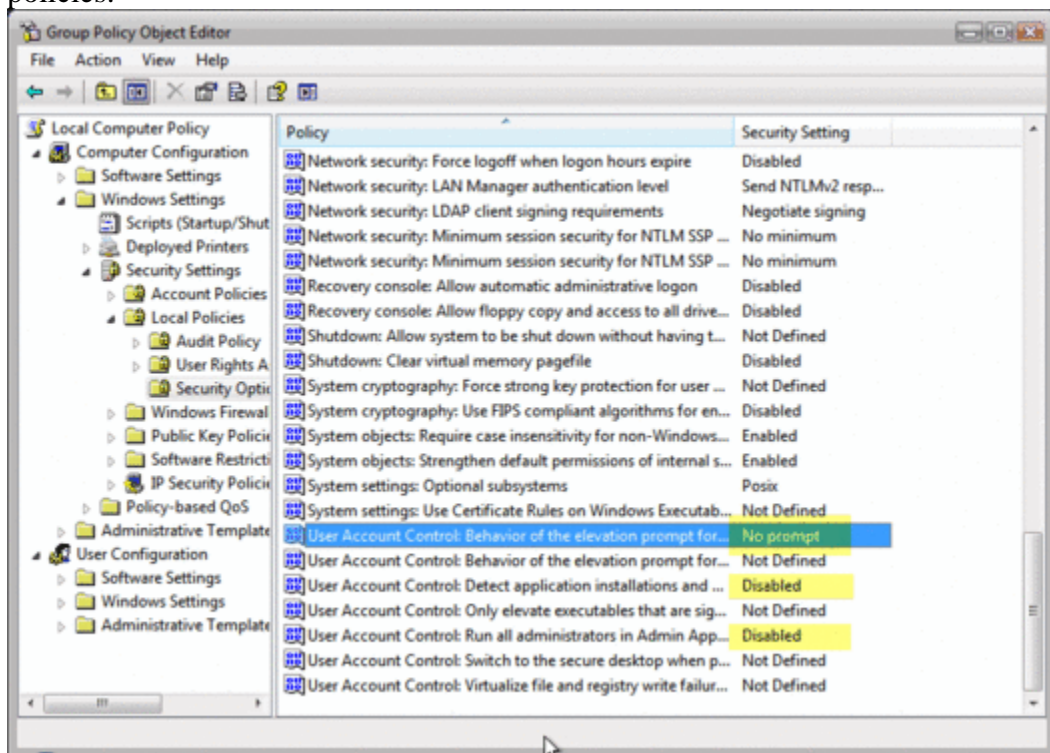 policies:
Group Policy Object Editor
File Action View Help
Local Computer Policy
Computer Configuration
Software Settings
Windows Settings
Scripts (Startup/Shut
Deployed Printers
Security Settings
Account Policies
Local Policies
Audit Policy
User Rights A
Security Optic
Windows Firewal
Public Key Policie
Software Restricti
IP Security Policie
Policy-based QoS
Administrative Template
User Configuration
Software Settings
Windows Settings
Administrative Template
Policy Security Setting
Network security: Force logoff when logon hours expire Disabled
Network security: LAN Manager authentication level Send NTLMv2 resp...
Network security: LDAP client signing requirements Negotiate signing
Network security: Minimum session security for NTLM SSP ... No minimum
Network security: Minimum session security for NTLM SSP ... No minimum
Recovery console: Allow automatic administrative logon Disabled
Recovery console: Allow floppy copy and access to all drive... Disabled
Shutdown: Allow system to be shut down without having t... Not Defined
Shutdown: Clear virtual memory pagefile Disabled
System cryptography: Force strong key protection for user ... Not Defined
System cryptography: Use FIPS compliant algorithms for en... Disabled
System objects: Require case insensitivity for non-Windows... Enabled
System objects: Strengthen default permissions of internal s... Enabled
System settings: Optional subsystems Posix
System settings: Use Certificate Rules on Windows Executab... Not Defined
User Account Control: Behavior of the elevation prompt for... No prompt
User Account Control: Behavior of the elevation prompt for... Not Defined
User Account Control: Detect application installations and ... Disabled
User Account Control: Only elevate executables that are sig... Not Defined
User Account Control: Run all administrators in Admin App... Disabled
User Account Control: Switch to the secure desktop when p... Not Defined
User Account Control: Virtualize file and registry write failur... Not Defined